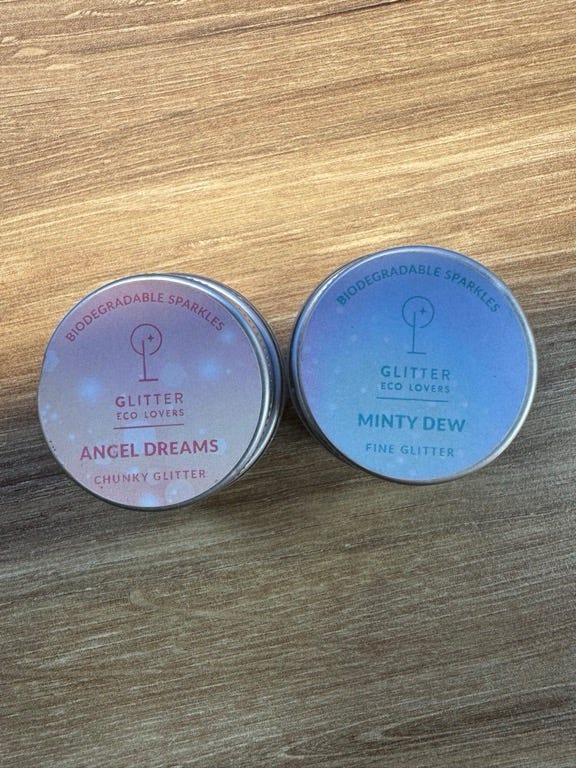 BIODEGRADABLE SPARKLES
GLITTER
ECO LOVERS
ANGEL DREAMS
CHUNKY GLITTER
BIODEGRADABLE SPARKLES
GLITTER
ECO LOVERS
MINTY DEW
FINE GLITTER